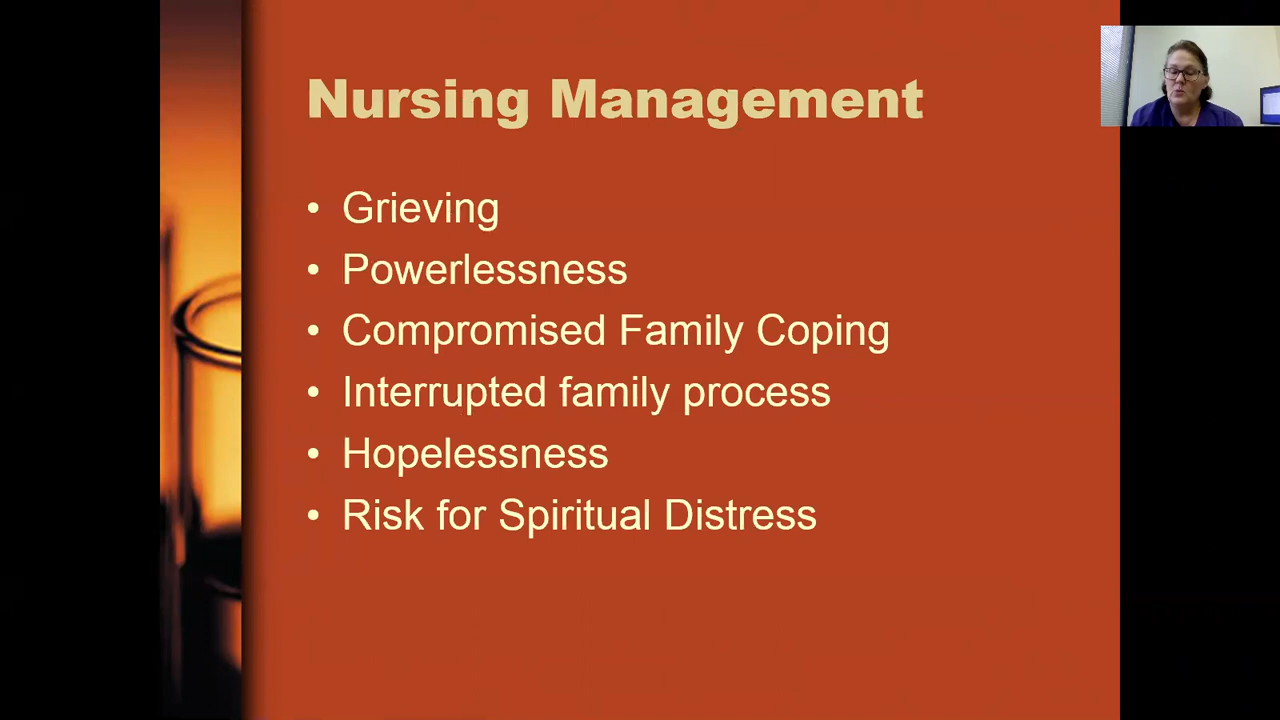 Nursing Management
• Grieving
• Powerlessness
• Compromised Family Coping
• Interrupted family process
• Hopelessness
• Risk for Spiritual Distress